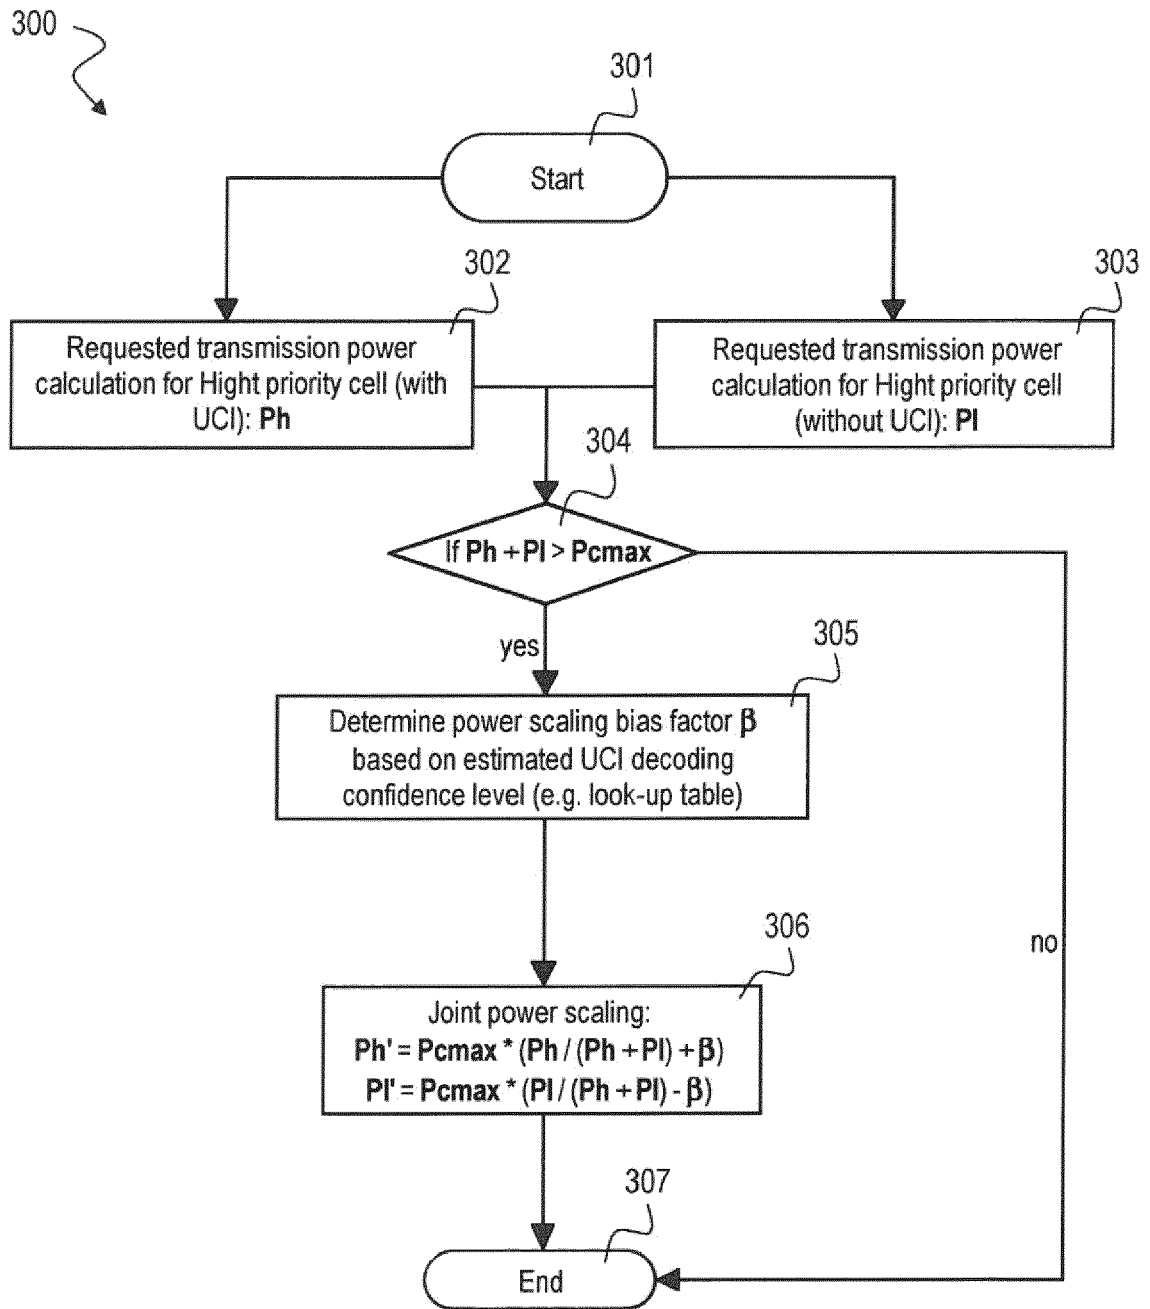 300
301
Start
302
303
Requested transmission power
calculation for Hight priority cell (with
UCI): Ph
Requested transmission power
calculation for Hight priority cell
(without UCI): Pl
304
If Ph + Pl > Pcmax
yes
305
Determine power scaling bias factor β
based on estimated UCI decoding
confidence level (e.g. look-up table)
306
no
Joint power scaling:
Ph' = Pcmax * (Ph / (Ph + Pl) + β)
Pl' = Pcmax * (Pl / (Ph + Pl) - β)
307
End